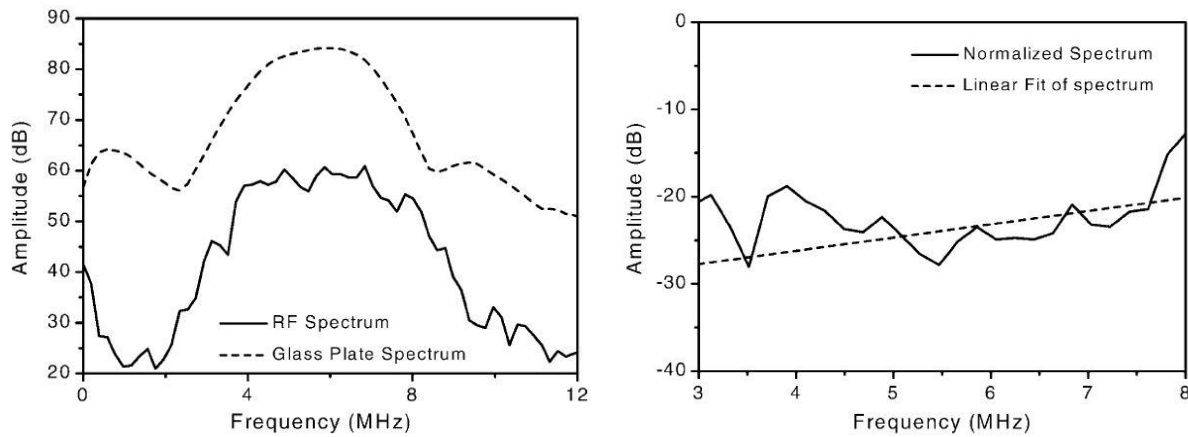 90
80
70
60
50
40
30
20
Amplitude (dB)
RF Spectrum
Glass Plate Spectrum
0 4 8 12
Frequency (MHz)
0
-10
-20
-30
-40
Amplitude (dB)
Normalized Spectrum
Linear Fit of spectrum
3 4 5 6 7 8
Frequency (MHz)